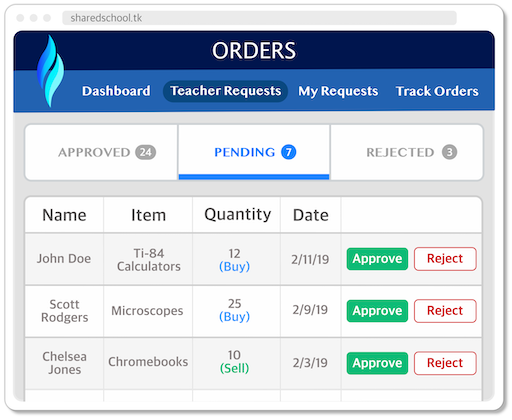 sharedschool.tk
ORDERS
Dashboard Teacher Requests My Requests Track Orders
APPROVED 24 PENDING 7 REJECTED 3
Name Item Quantity Date
John Doe Ti-84 Calculators 12 (Buy) 2/11/19 Approve Reject
Scott Rodgers Microscopes 25 (Buy) 2/9/19 Approve Reject
Chelsea Jones Chromebooks 10 (Sell) 2/3/19 Approve Reject